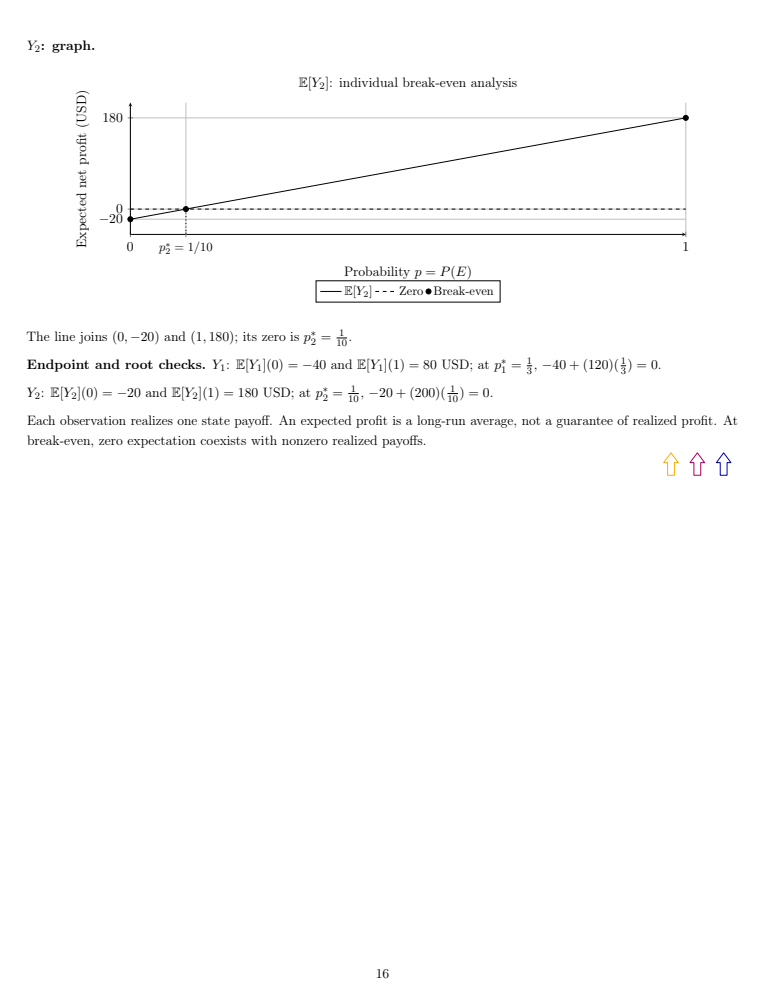 Y₂: graph.
𝔼[Y₂]: individual break-even analysis
Expected net profit (USD)
180
0
−20
0
p₂* = 1/10
1
Probability p = P(E)
𝔼[Y₂] Zero Break-even
The line joins (0, −20) and (1, 180); its zero is p₂* = 1/10.
Endpoint and root checks. Y₁: 𝔼[Y₁](0) = −40 and 𝔼[Y₁](1) = 80 USD; at p₁* = 1/3, −40 + (120)(1/3) = 0.
Y₂: 𝔼[Y₂](0) = −20 and 𝔼[Y₂](1) = 180 USD; at p₂* = 1/10, −20 + (200)(1/10) = 0.
Each observation realizes one state payoff. An expected profit is a long-run average, not a guarantee of realized profit. At
break-even, zero expectation coexists with nonzero realized payoffs.
16